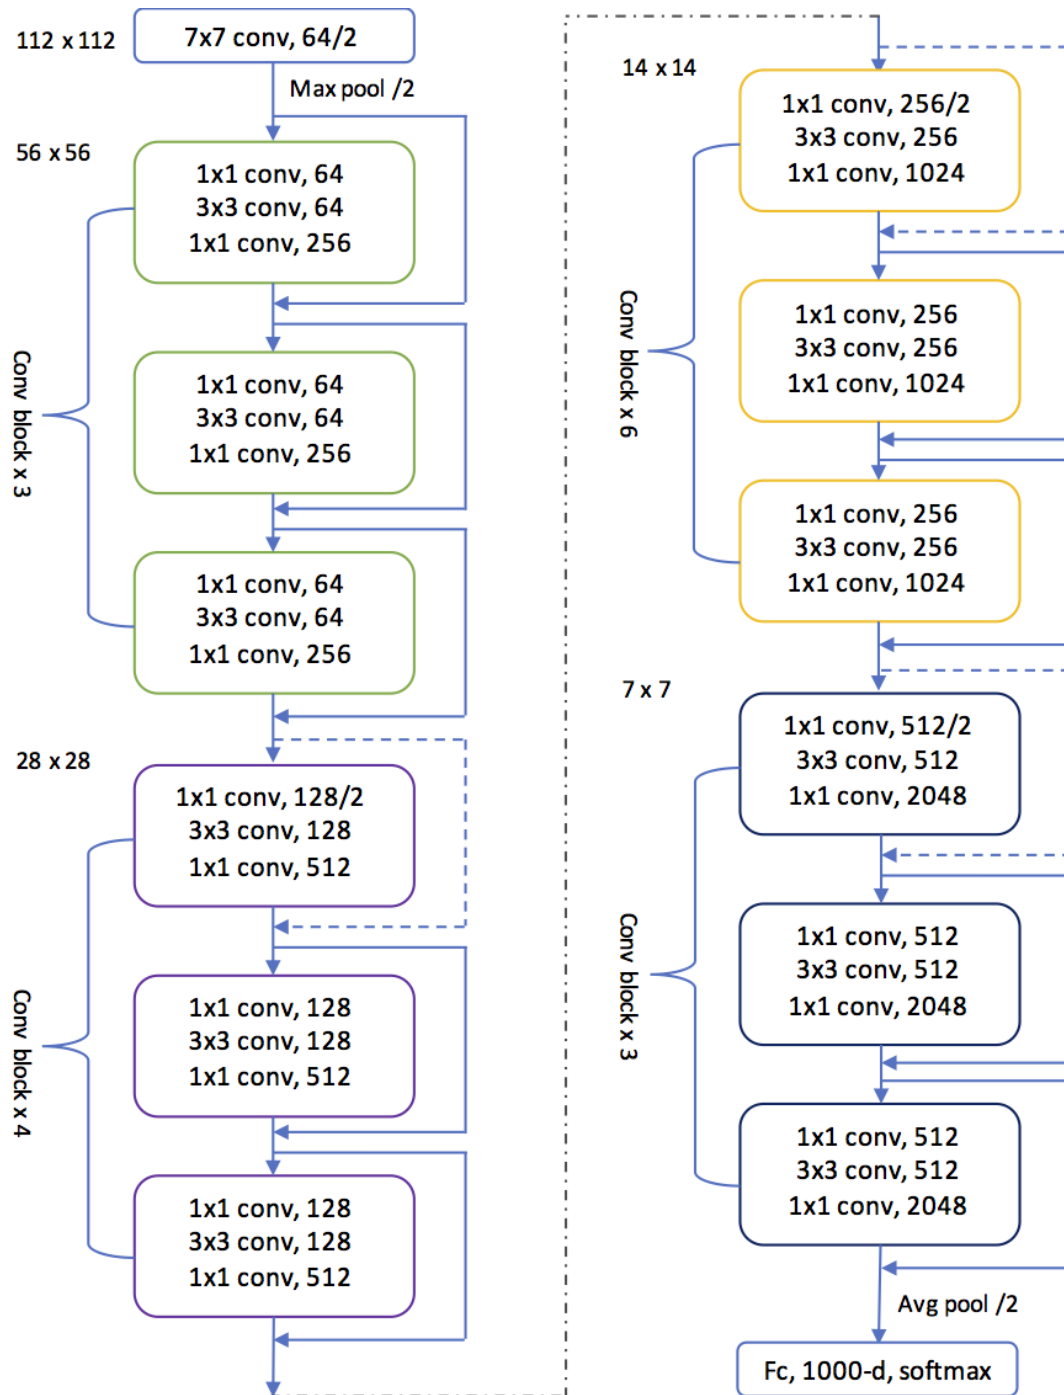 112 x 112
7x7 conv, 64/2
Max pool /2
56 x 56
1x1 conv, 64
3x3 conv, 64
1x1 conv, 256
Conv block x 3
1x1 conv, 64
3x3 conv, 64
1x1 conv, 256
1x1 conv, 64
3x3 conv, 64
1x1 conv, 256
28 x 28
1x1 conv, 128/2
3x3 conv, 128
1x1 conv, 512
Conv block x 4
1x1 conv, 128
3x3 conv, 128
1x1 conv, 512
1x1 conv, 128
3x3 conv, 128
1x1 conv, 512
14 x 14
1x1 conv, 256/2
3x3 conv, 256
1x1 conv, 1024
Conv block x 6
1x1 conv, 256
3x3 conv, 256
1x1 conv, 1024
1x1 conv, 256
3x3 conv, 256
1x1 conv, 1024
7 x 7
1x1 conv, 512/2
3x3 conv, 512
1x1 conv, 2048
Conv block x 3
1x1 conv, 512
3x3 conv, 512
1x1 conv, 2048
1x1 conv, 512
3x3 conv, 512
1x1 conv, 2048
Avg pool /2
Fc, 1000-d, softmax